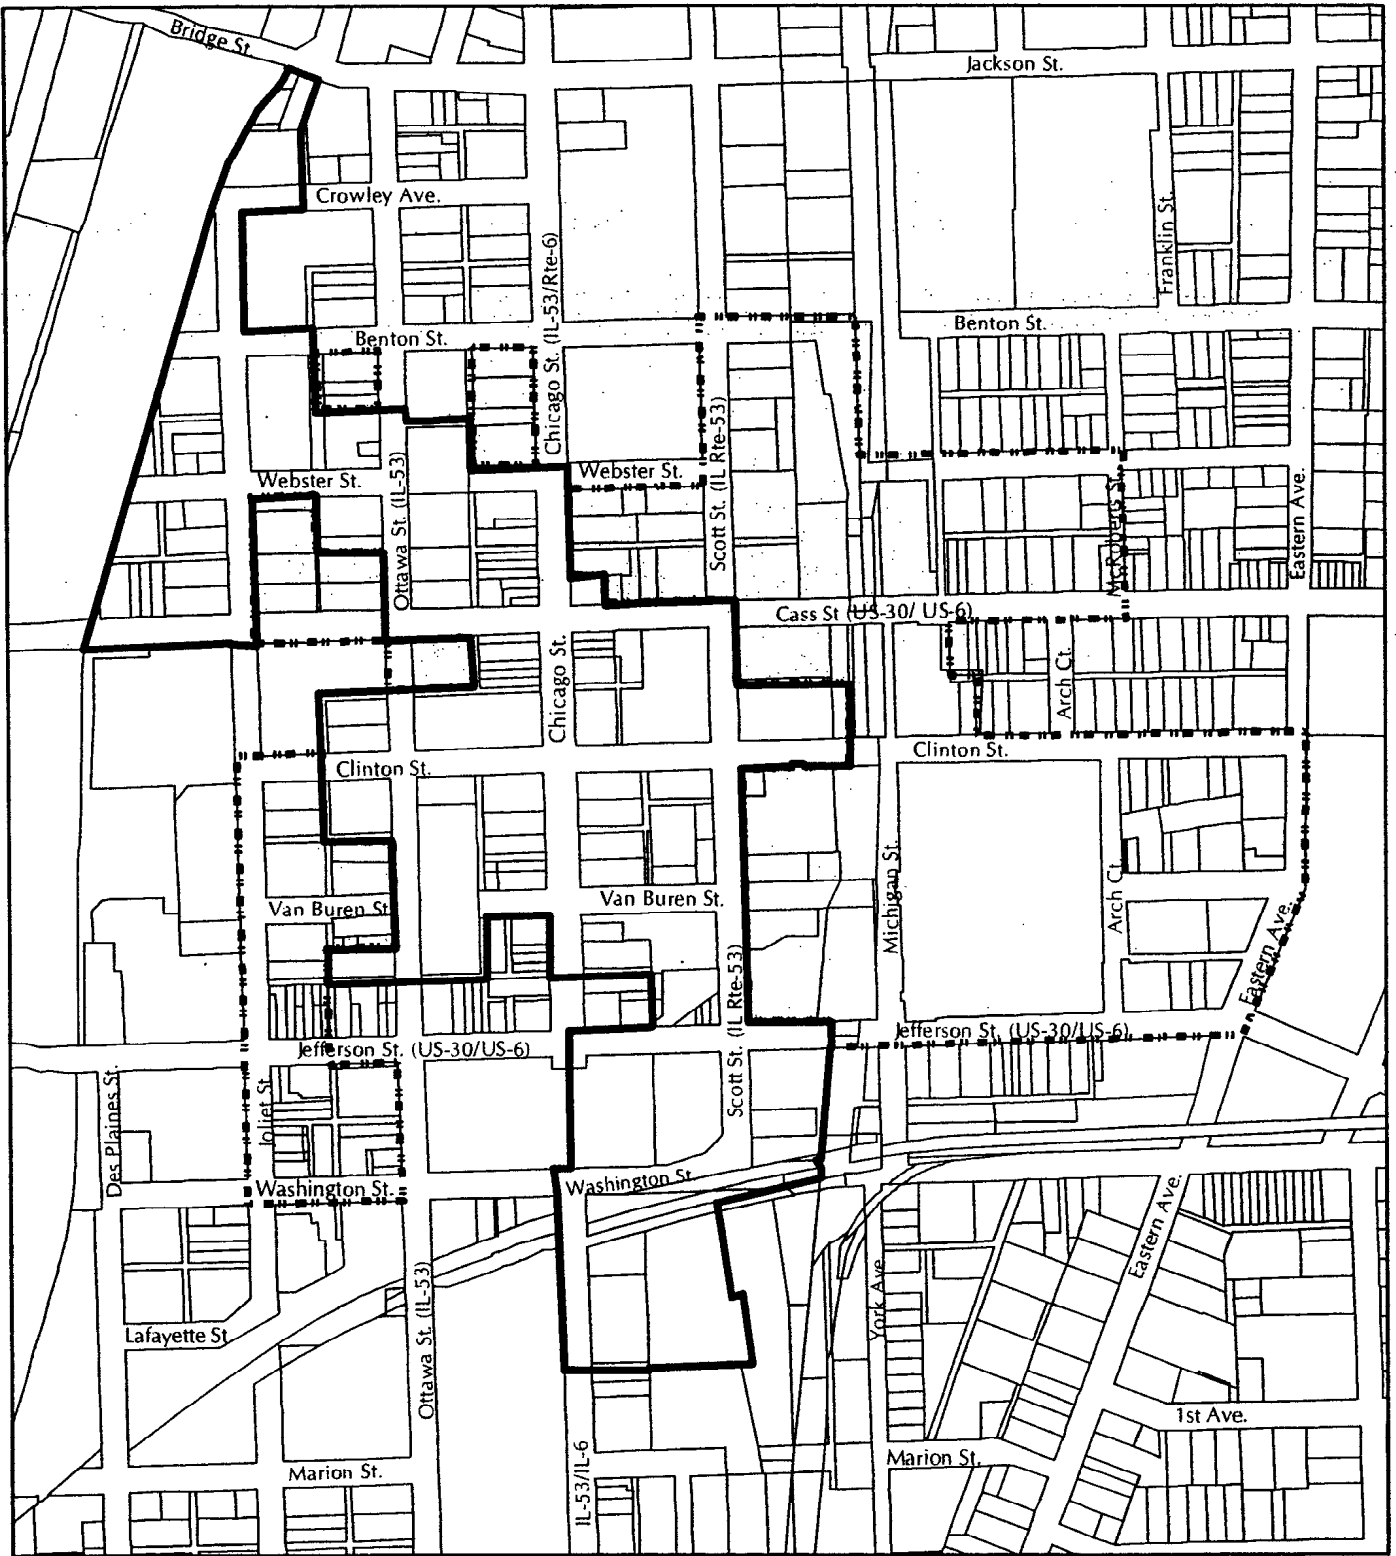 Bridge St.
Jackson St.
Crowley Ave.
Franklin St.
Chicago St. (IL-53/Rte-6)
Benton St.
Benton St.
Webster St.
Webster St.
Ottawa St. (IL-53)
Scott St. (IL Rte-53)
McRoberts St.
Eastern Ave.
Cass St (US-30/ US-6)
Chicago St.
Arch Ct.
Clinton St.
Clinton St.
Van Buren St.
Van Buren St.
Michigan St.
Arch Ct.
Eastern Ave.
Scott St. (IL Rte-53)
Jefferson St. (US-30/US-6)
Jefferson St. (US-30/US-6)
Des Plaines St.
Joliet St.
Washington St.
Washington St.
Eastern Ave.
York Ave
Ottawa St. (IL-53)
Lafayette St
1st Ave.
IL-53/IL-6
Marion St.
Marion St.